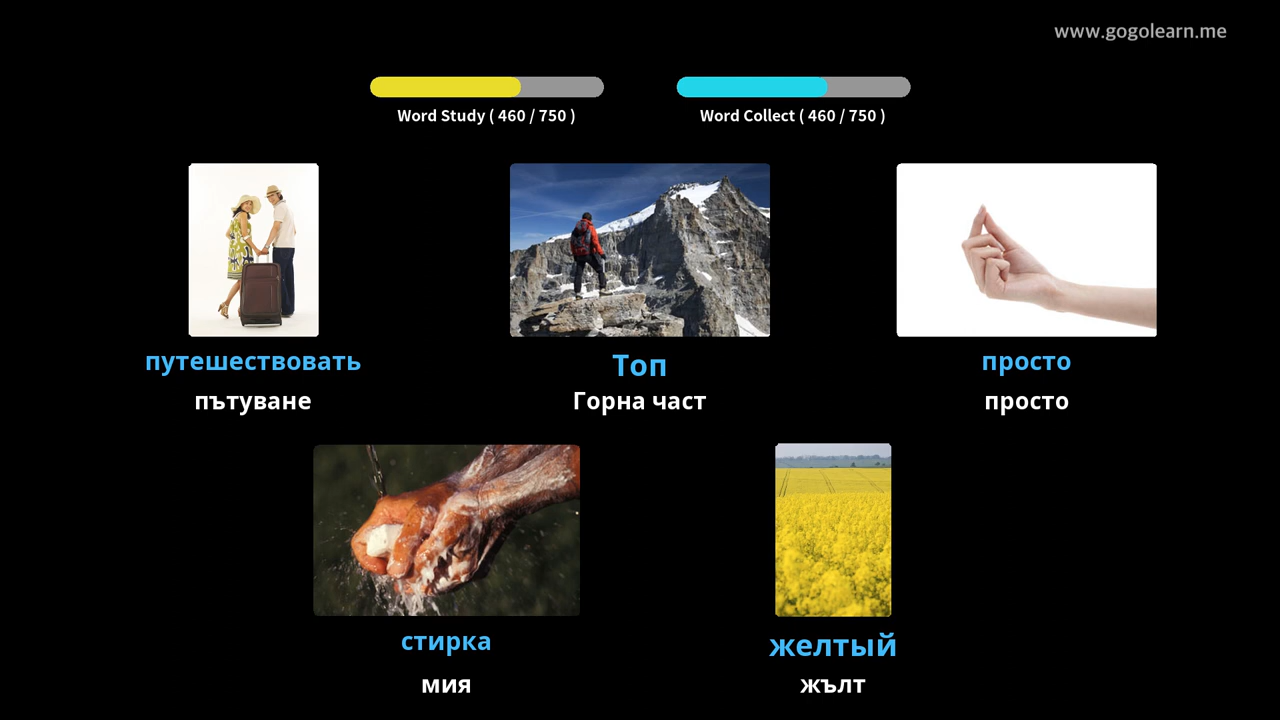 www.gogolearn.me
Word Study ( 460 / 750 )
Word Collect ( 460 / 750 )
путешествовать
пътуване
Топ
Горна част
просто
просто
стирка
мия
желтый
жълт